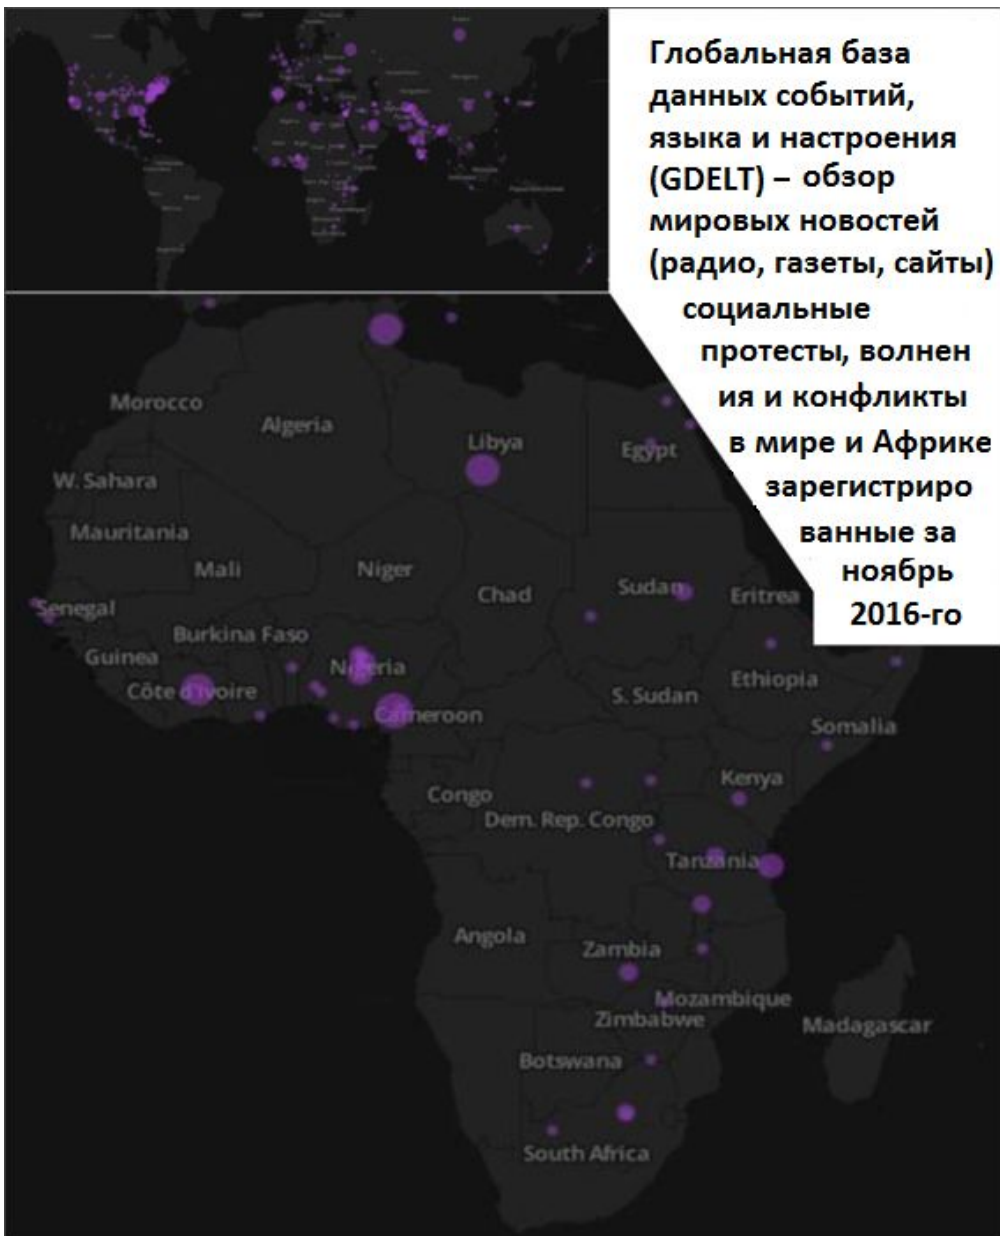 Глобальная база
данных событий,
языка и настроения
(GDELT) – обзор
мировых новостей
(радио, газеты, сайты)
социальные
протесты, волнен
ия и конфликты
в мире и Африке
зарегистриро
ванные за
ноябрь
2016-го
Morocco
Algeria
Libya
Egypt
W. Sahara
Mauritania
Mali
Niger
Chad
Sudan
Eritrea
Senegal
Burkina Faso
Guinea
Nigeria
Côte d'Ivoire
Ethiopia
S. Sudan
Cameroon
Somalia
Kenya
Congo
Dem. Rep. Congo
Tanzania
Angola
Zambia
Mozambique
Zimbabwe
Madagascar
Botswana
South Africa